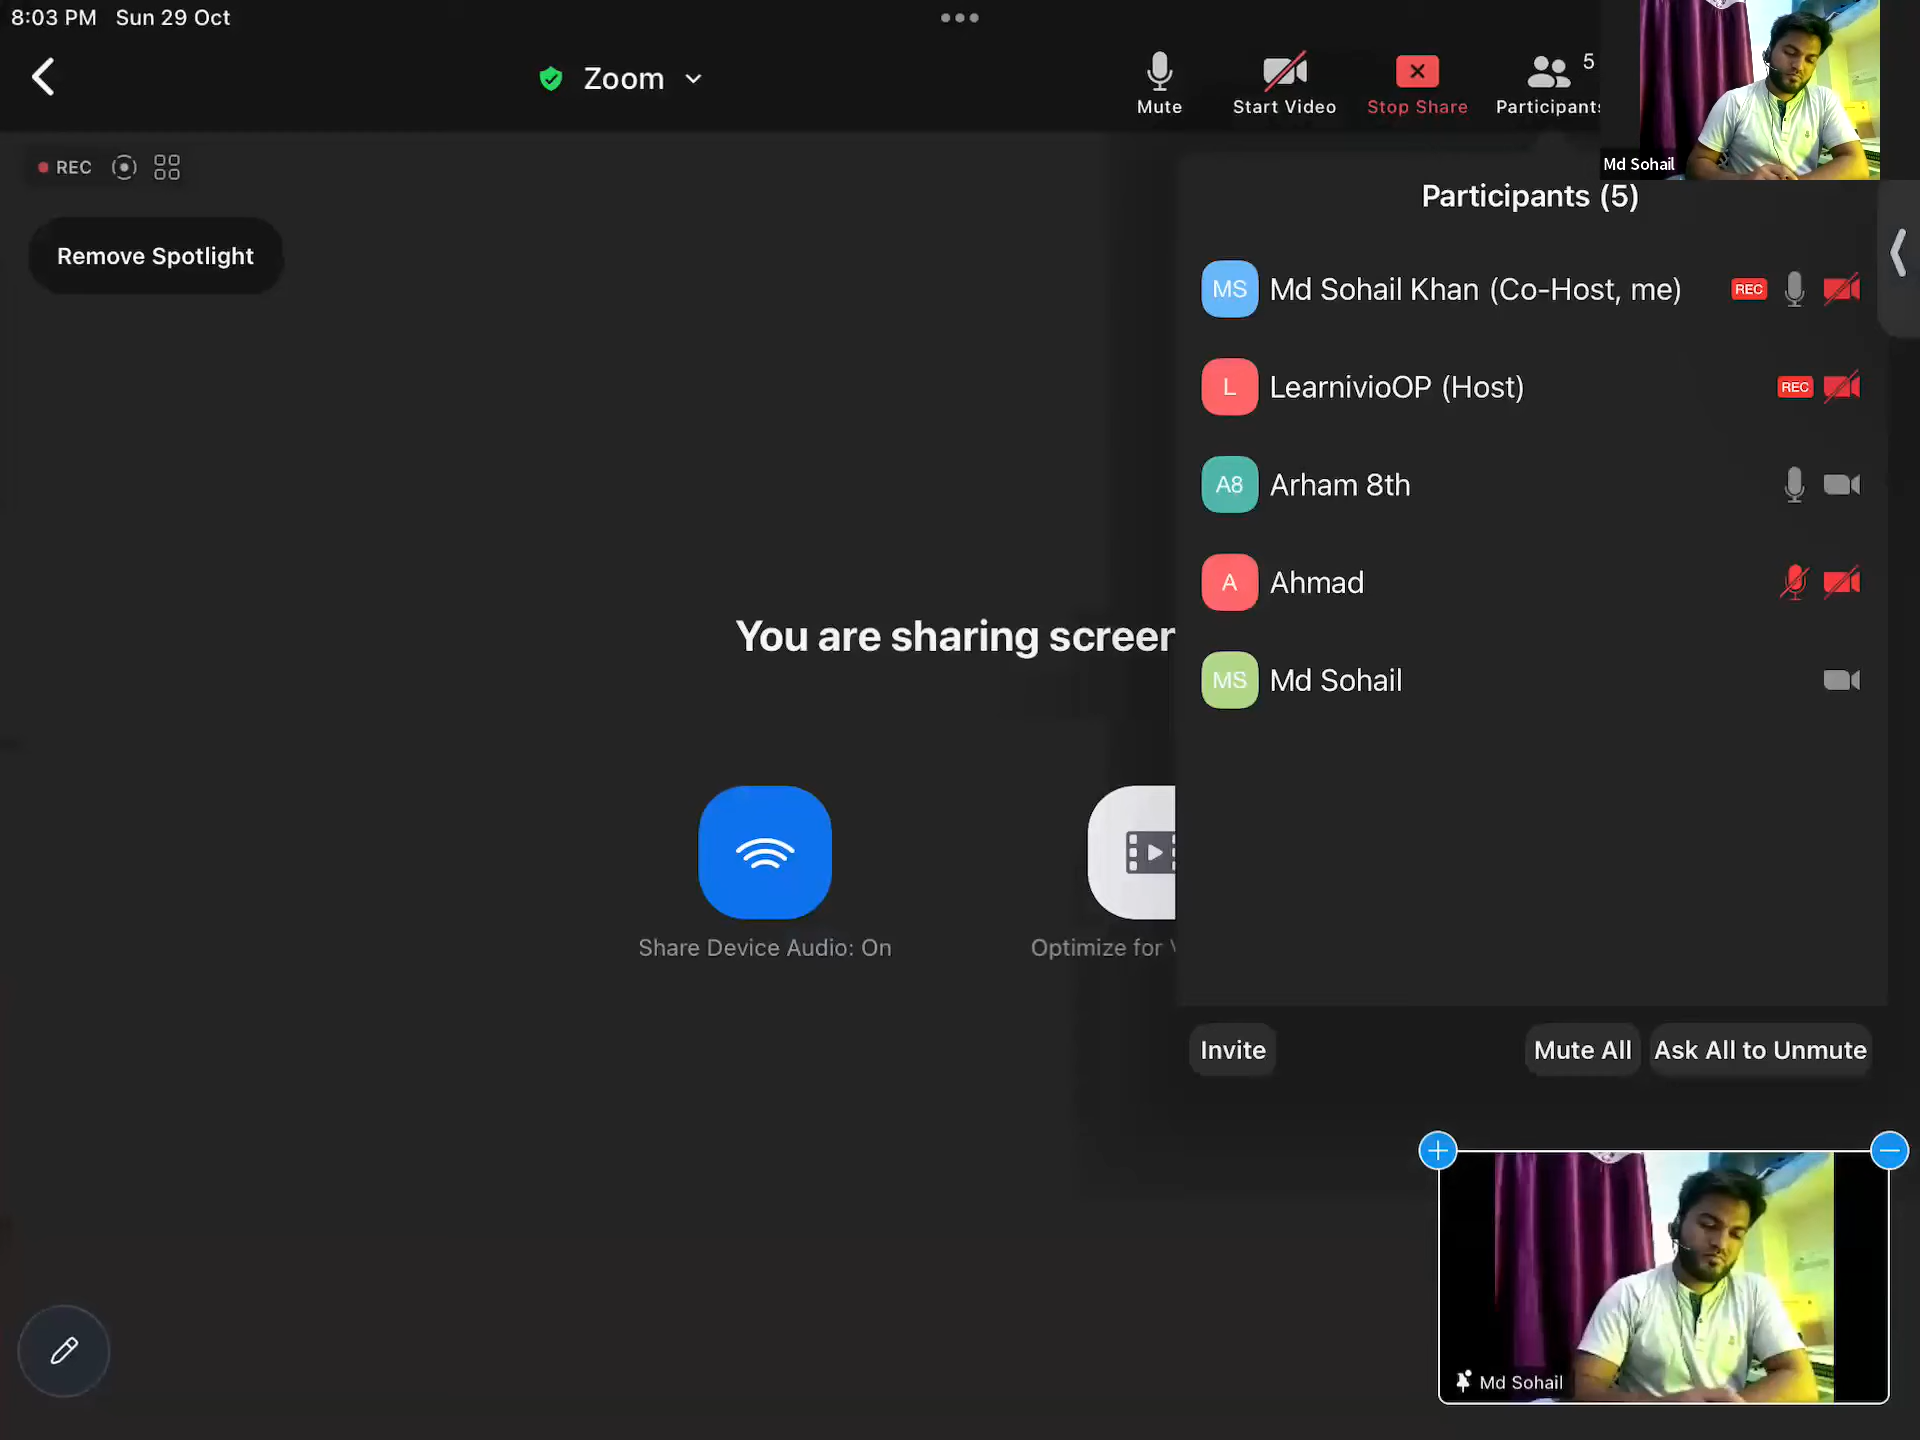 8:03 PM Sun 29 Oct
Zoom
Mute
Start Video
Stop Share
Participants
5
Md Sohail
REC
Remove Spotlight
Participants (5)
MS Md Sohail Khan (Co-Host, me) REC
L LearnivioOP (Host) REC
A8 Arham 8th
A Ahmad
MS Md Sohail
You are sharing screen
Share Device Audio: On
Optimize for V
Invite
Mute All
Ask All to Unmute
Md Sohail